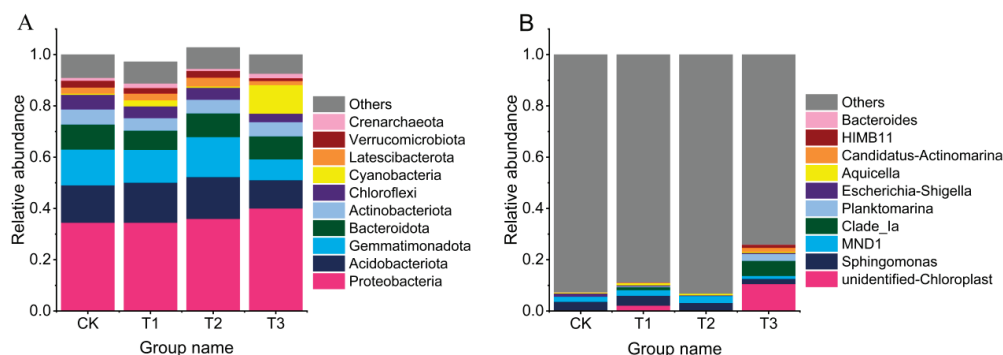 A
Relative abundance
1.0
0.8
0.6
0.4
0.2
0.0
CK
T1
T2
T3
Group name
Others
Crenarchaeota
Verrucomicrobiota
Latescibacterota
Cyanobacteria
Chloroflexi
Actinobacteriota
Bacteroidota
Gemmatimonadota
Acidobacteriota
Proteobacteria
B
Relative abundance
1.0
0.8
0.6
0.4
0.2
0.0
CK
T1
T2
T3
Group name
Others
Bacteroides
HIMB11
Candidatus-Actinomarina
Aquicella
Escherichia-Shigella
Planktomarina
Clade_Ia
MND1
Sphingomonas
unidentified-Chloroplast